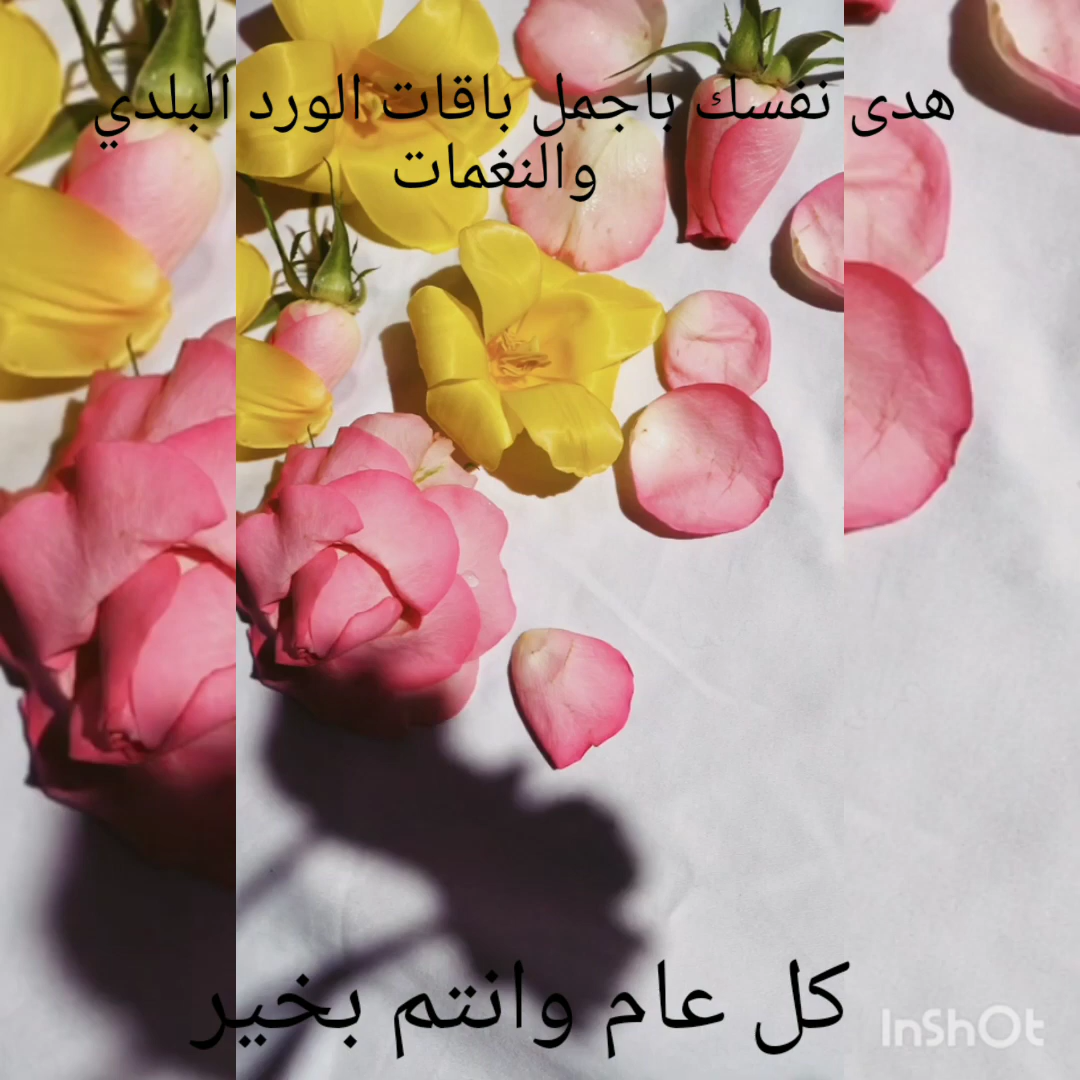 هدى نفسك باجمل باقات الورد البلدي
والنغمات
كل عام وانتم بخير
InShOt